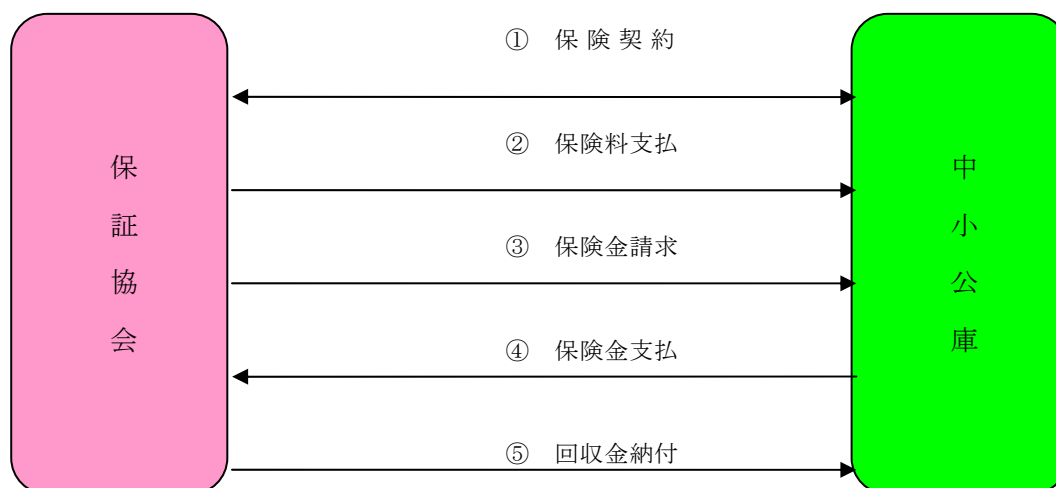 ① 保険契約
② 保険料支払
③ 保険金請求
④ 保険金支払
⑤ 回収金納付
保証協会
中小公庫